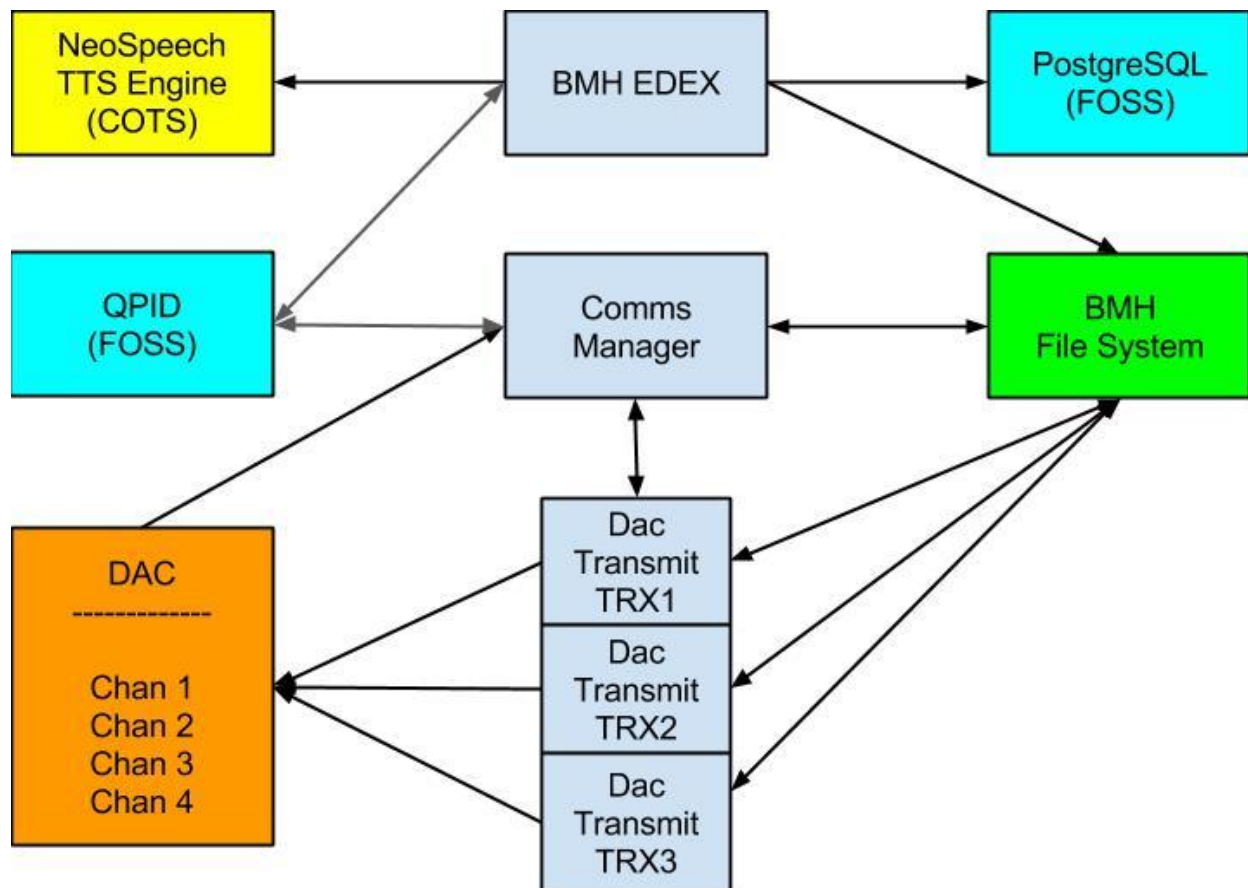 NeoSpeech
TTS Engine
(COTS)
BMH EDEX
PostgreSQL
(FOSS)
QPID
(FOSS)
Comms
Manager
BMH
File System
DAC
-------------
Chan 1
Chan 2
Chan 3
Chan 4
Dac
Transmit
TRX1
Dac
Transmit
TRX2
Dac
Transmit
TRX3